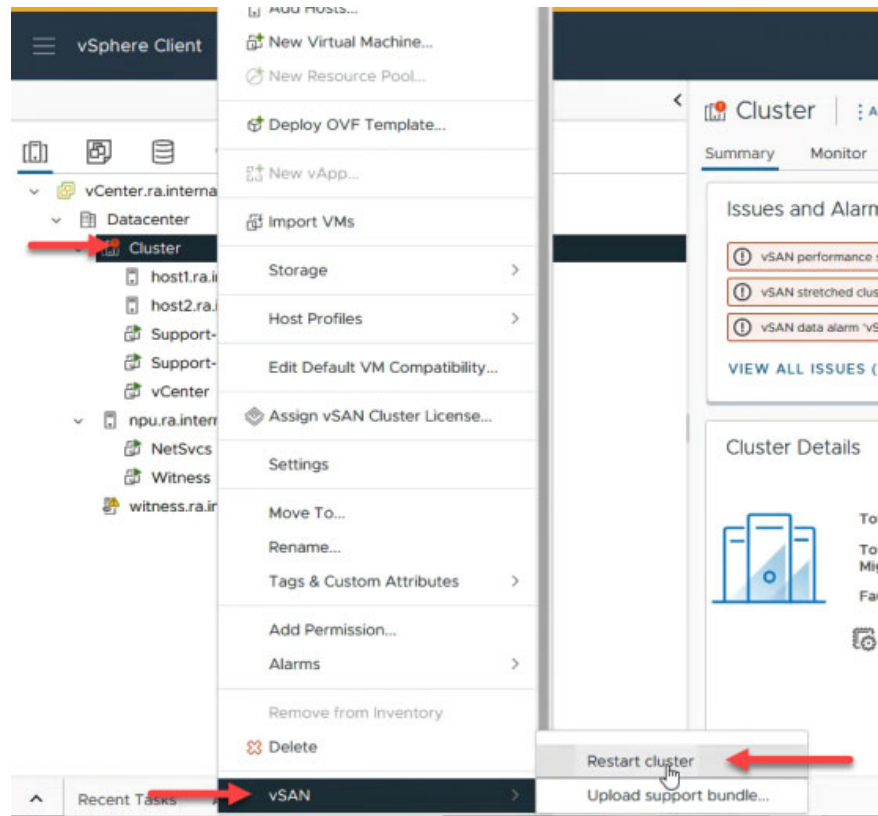 Add Hosts...
vSphere Client
New Virtual Machine...
New Resource Pool...
Deploy OVF Template...
New vApp...
Import VMs
Storage
Host Profiles
Edit Default VM Compatibility...
Assign vSAN Cluster License...
Settings
Move To...
Rename...
Tags & Custom Attributes
Add Permission...
Alarms
Remove from Inventory
Delete
vSAN
Restart cluster
Upload support bundle...
vCenter.ra.interna
Datacenter
Cluster
host1.ra.i
host2.ra.i
Support-
Support-
vCenter
npu.ra.interr
NetSvcs
Witness
witness.ra.ir
Recent Tasks
Cluster
Summary Monitor
Issues and Alarm
vSAN performance s
vSAN stretched clus
vSAN data alarm 'vS
VIEW ALL ISSUES (
Cluster Details
To
To
Mig
Fau